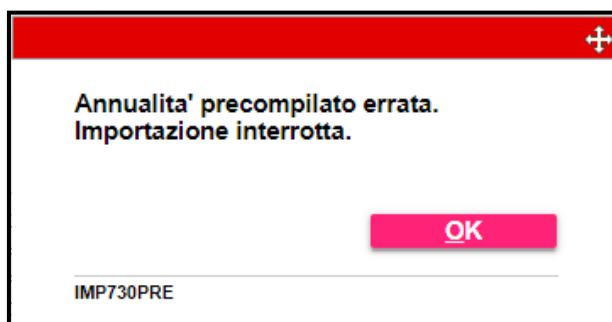 Annualita' precompilato errata.
Importazione interrotta.
OK
IMP730PRE